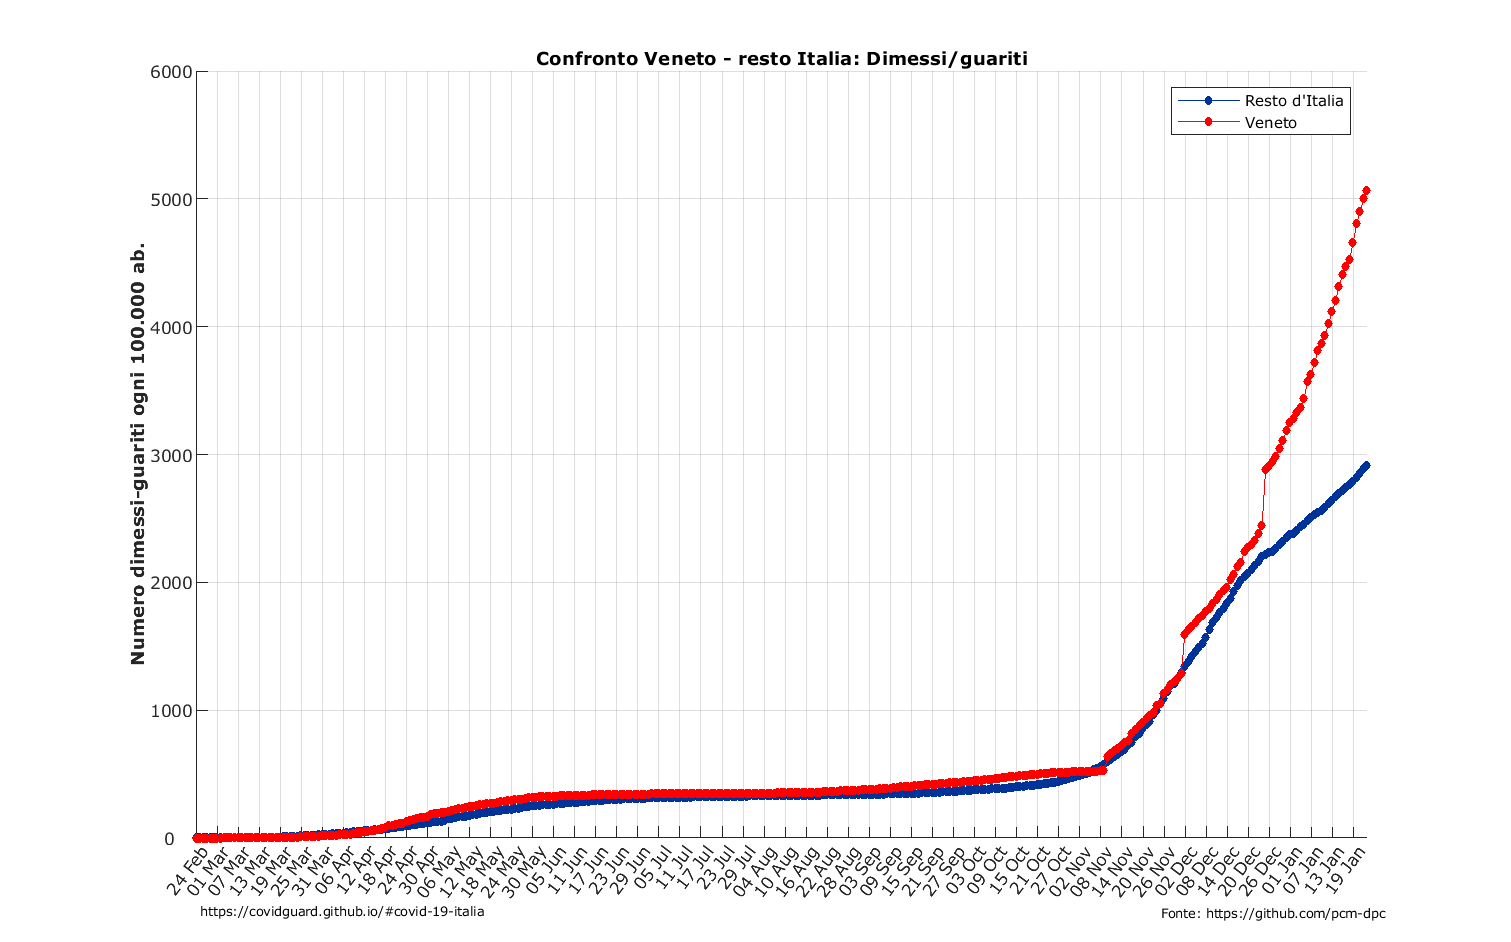 Confronto Veneto - resto Italia: Dimessi/guariti
Resto d'Italia
Veneto
Numero dimessi-guariti ogni 100.000 ab.
6000
5000
4000
3000
2000
1000
0
24 Feb
01 Mar
07 Mar
13 Mar
19 Mar
25 Mar
31 Mar
06 Apr
12 Apr
18 Apr
24 Apr
30 Apr
06 May
12 May
18 May
24 May
30 May
05 Jun
11 Jun
17 Jun
23 Jun
29 Jun
05 Jul
11 Jul
17 Jul
23 Jul
29 Jul
04 Aug
10 Aug
16 Aug
22 Aug
28 Aug
03 Sep
09 Sep
15 Sep
21 Sep
27 Sep
03 Oct
09 Oct
15 Oct
21 Oct
27 Oct
02 Nov
08 Nov
14 Nov
20 Nov
26 Nov
02 Dec
08 Dec
14 Dec
20 Dec
26 Dec
01 Jan
07 Jan
13 Jan
19 Jan
https://covidguard.github.io/#covid-19-italia
Fonte: https://github.com/pcm-dpc